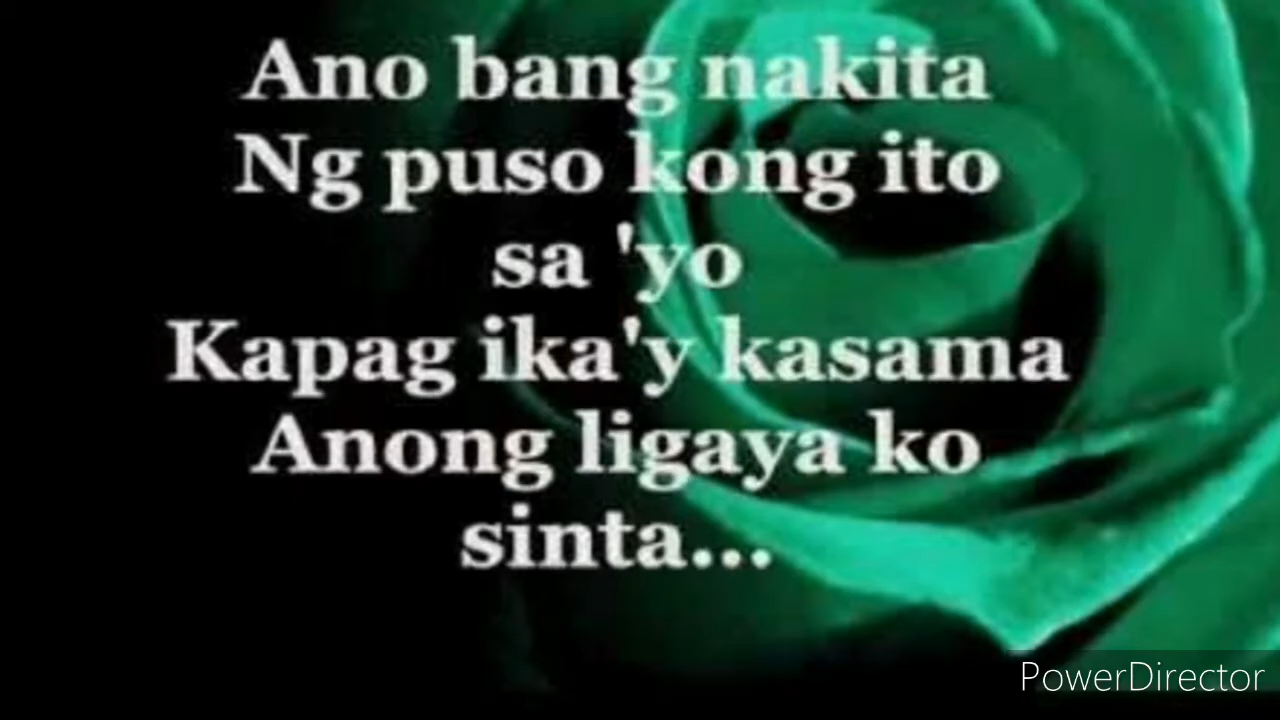 Ano bang nakita
Ng puso kong ito
sa 'yo
Kapag ika'y kasama
Anong ligaya ko
sinta...
PowerDirector